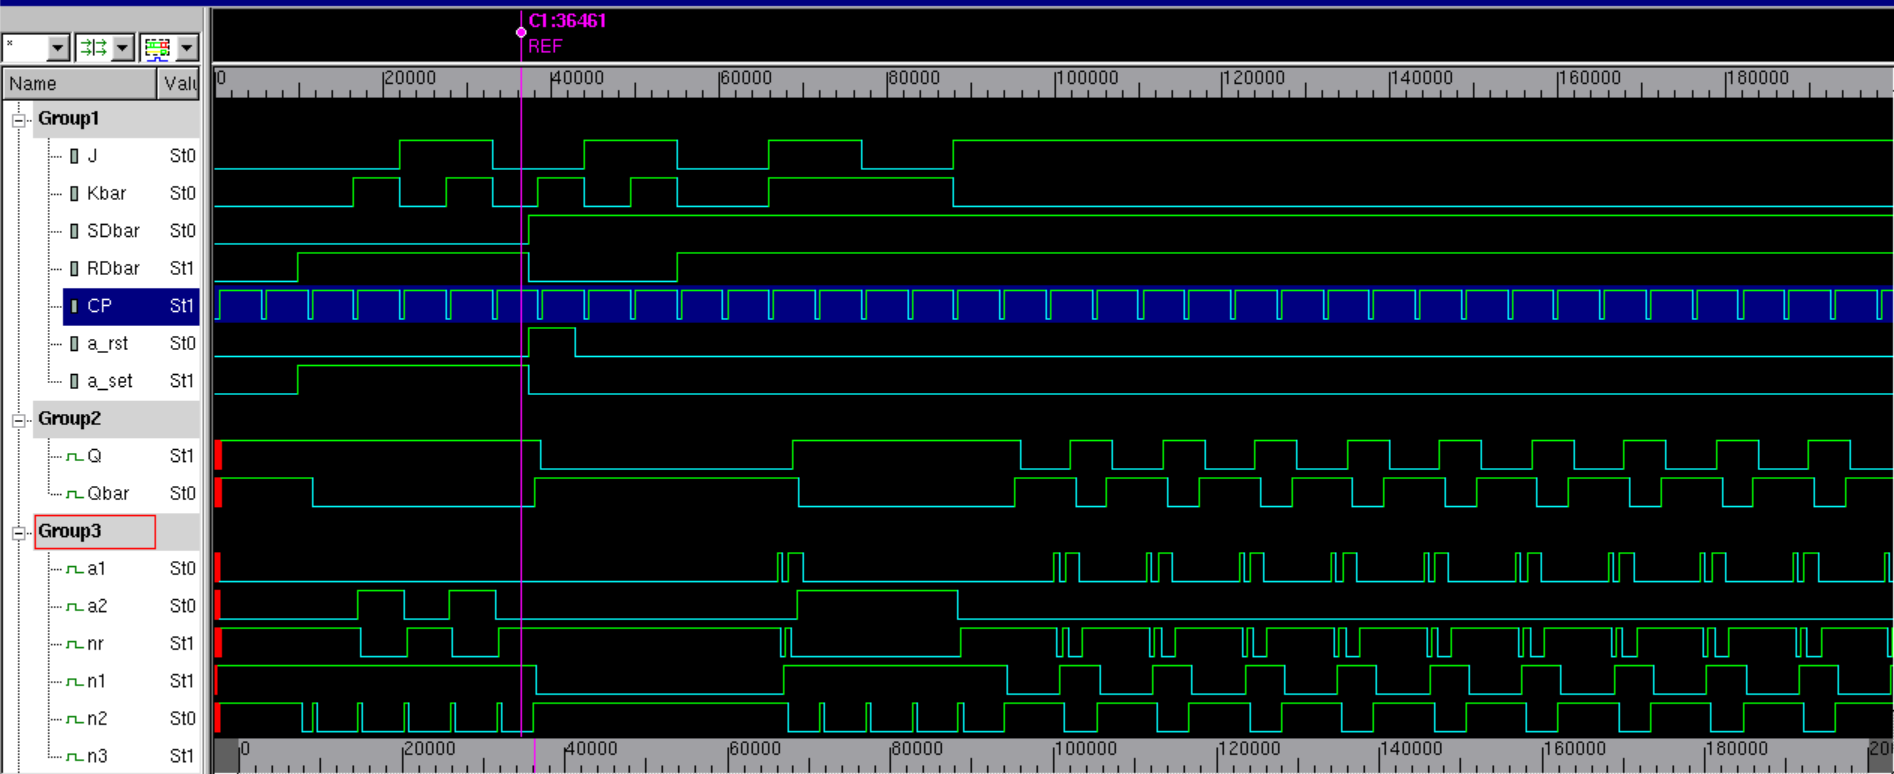 C1:36461
REF
*
Name Valu
0 20000 40000 60000 80000 100000 120000 140000 160000 180000
Group1
J St0
Kbar St0
SDbar St0
RDbar St1
CP St1
a_rst St0
a_set St1
Group2
Q St1
Qbar St0
Group3
a1 St0
a2 St0
nr St1
n1 St1
n2 St0
n3 St1
0 20000 40000 60000 80000 100000 120000 140000 160000 180000 20